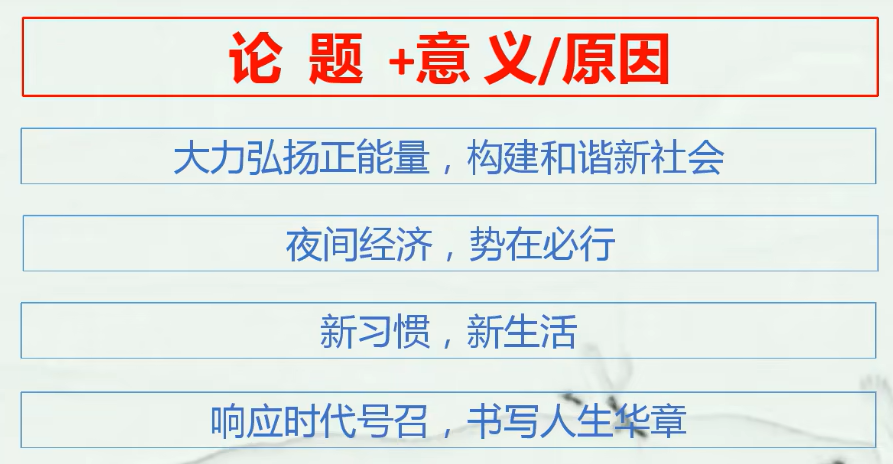 论 题 +意 义/原因
大力弘扬正能量，构建和谐新社会
夜间经济，势在必行
新习惯，新生活
响应时代号召，书写人生华章